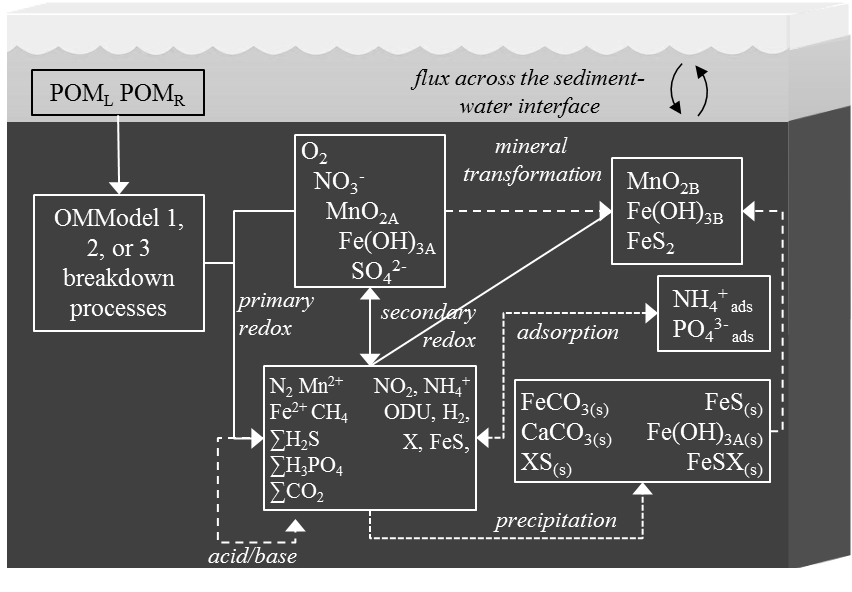 POML POMR
flux across the sediment-
water interface
OMModel 1,
2, or 3
breakdown
processes
O2
NO3-
MnO2A
Fe(OH)3A
SO42-
mineral
transformation
MnO2B
Fe(OH)3B
FeS2
NH4+ ads
PO43- ads
primary
redox
secondary
redox
adsorption
N2 Mn2+
Fe2+ CH4
∑H2S
∑H3PO4
∑CO2
NO2, NH4+
ODU, H2,
X, FeS,
FeCO3(s)
CaCO3(s)
XS(s)
FeS(s)
Fe(OH)3A(s)
FeSX(s)
precipitation
acid/base